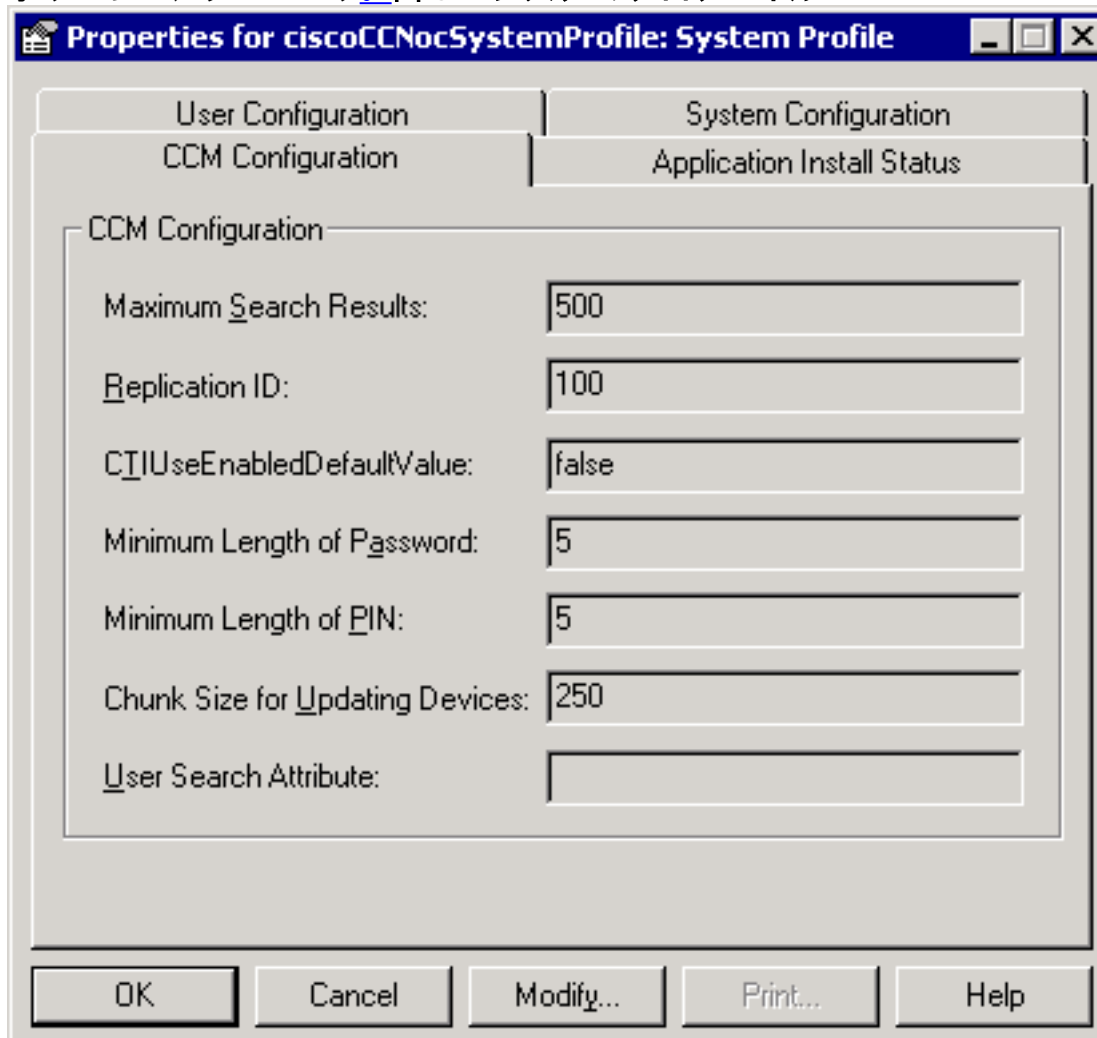 Properties for ciscoCCNocSystemProfile: System Profile
User Configuration
System Configuration
CCM Configuration
Application Install Status
CCM Configuration
Maximum Search Results: 500
Replication ID: 100
CTIUseEnabledDefaultValue: false
Minimum Length of Password: 5
Minimum Length of PIN: 5
Chunk Size for Updating Devices: 250
User Search Attribute:
OK
Cancel
Modify...
Print...
Help